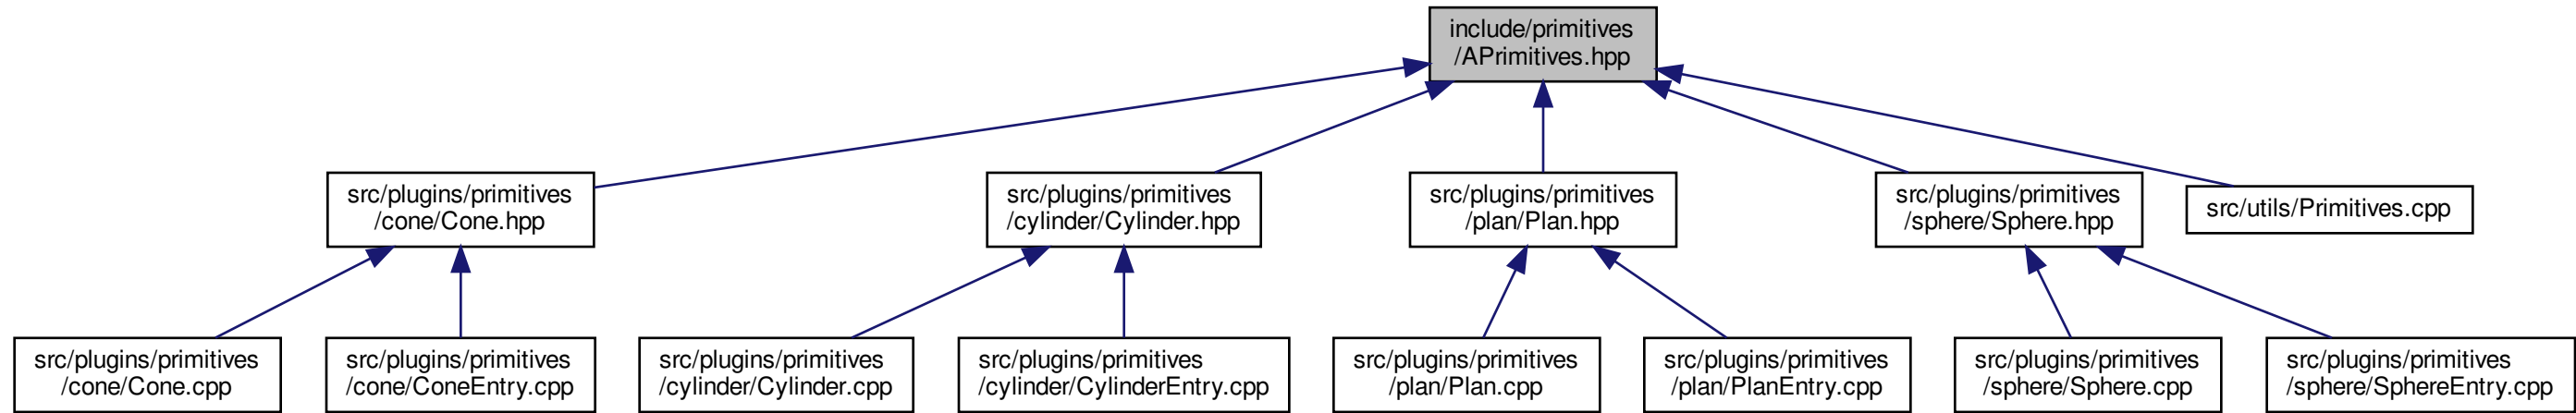 include/primitives
/APrimitives.hpp
src/plugins/primitives
/cone/Cone.hpp
src/plugins/primitives
/cylinder/Cylinder.hpp
src/plugins/primitives
/plan/Plan.hpp
src/plugins/primitives
/sphere/Sphere.hpp
src/utils/Primitives.cpp
src/plugins/primitives
/cone/Cone.cpp
src/plugins/primitives
/cone/ConeEntry.cpp
src/plugins/primitives
/cylinder/Cylinder.cpp
src/plugins/primitives
/cylinder/CylinderEntry.cpp
src/plugins/primitives
/plan/Plan.cpp
src/plugins/primitives
/plan/PlanEntry.cpp
src/plugins/primitives
/sphere/Sphere.cpp
src/plugins/primitives
/sphere/SphereEntry.cpp